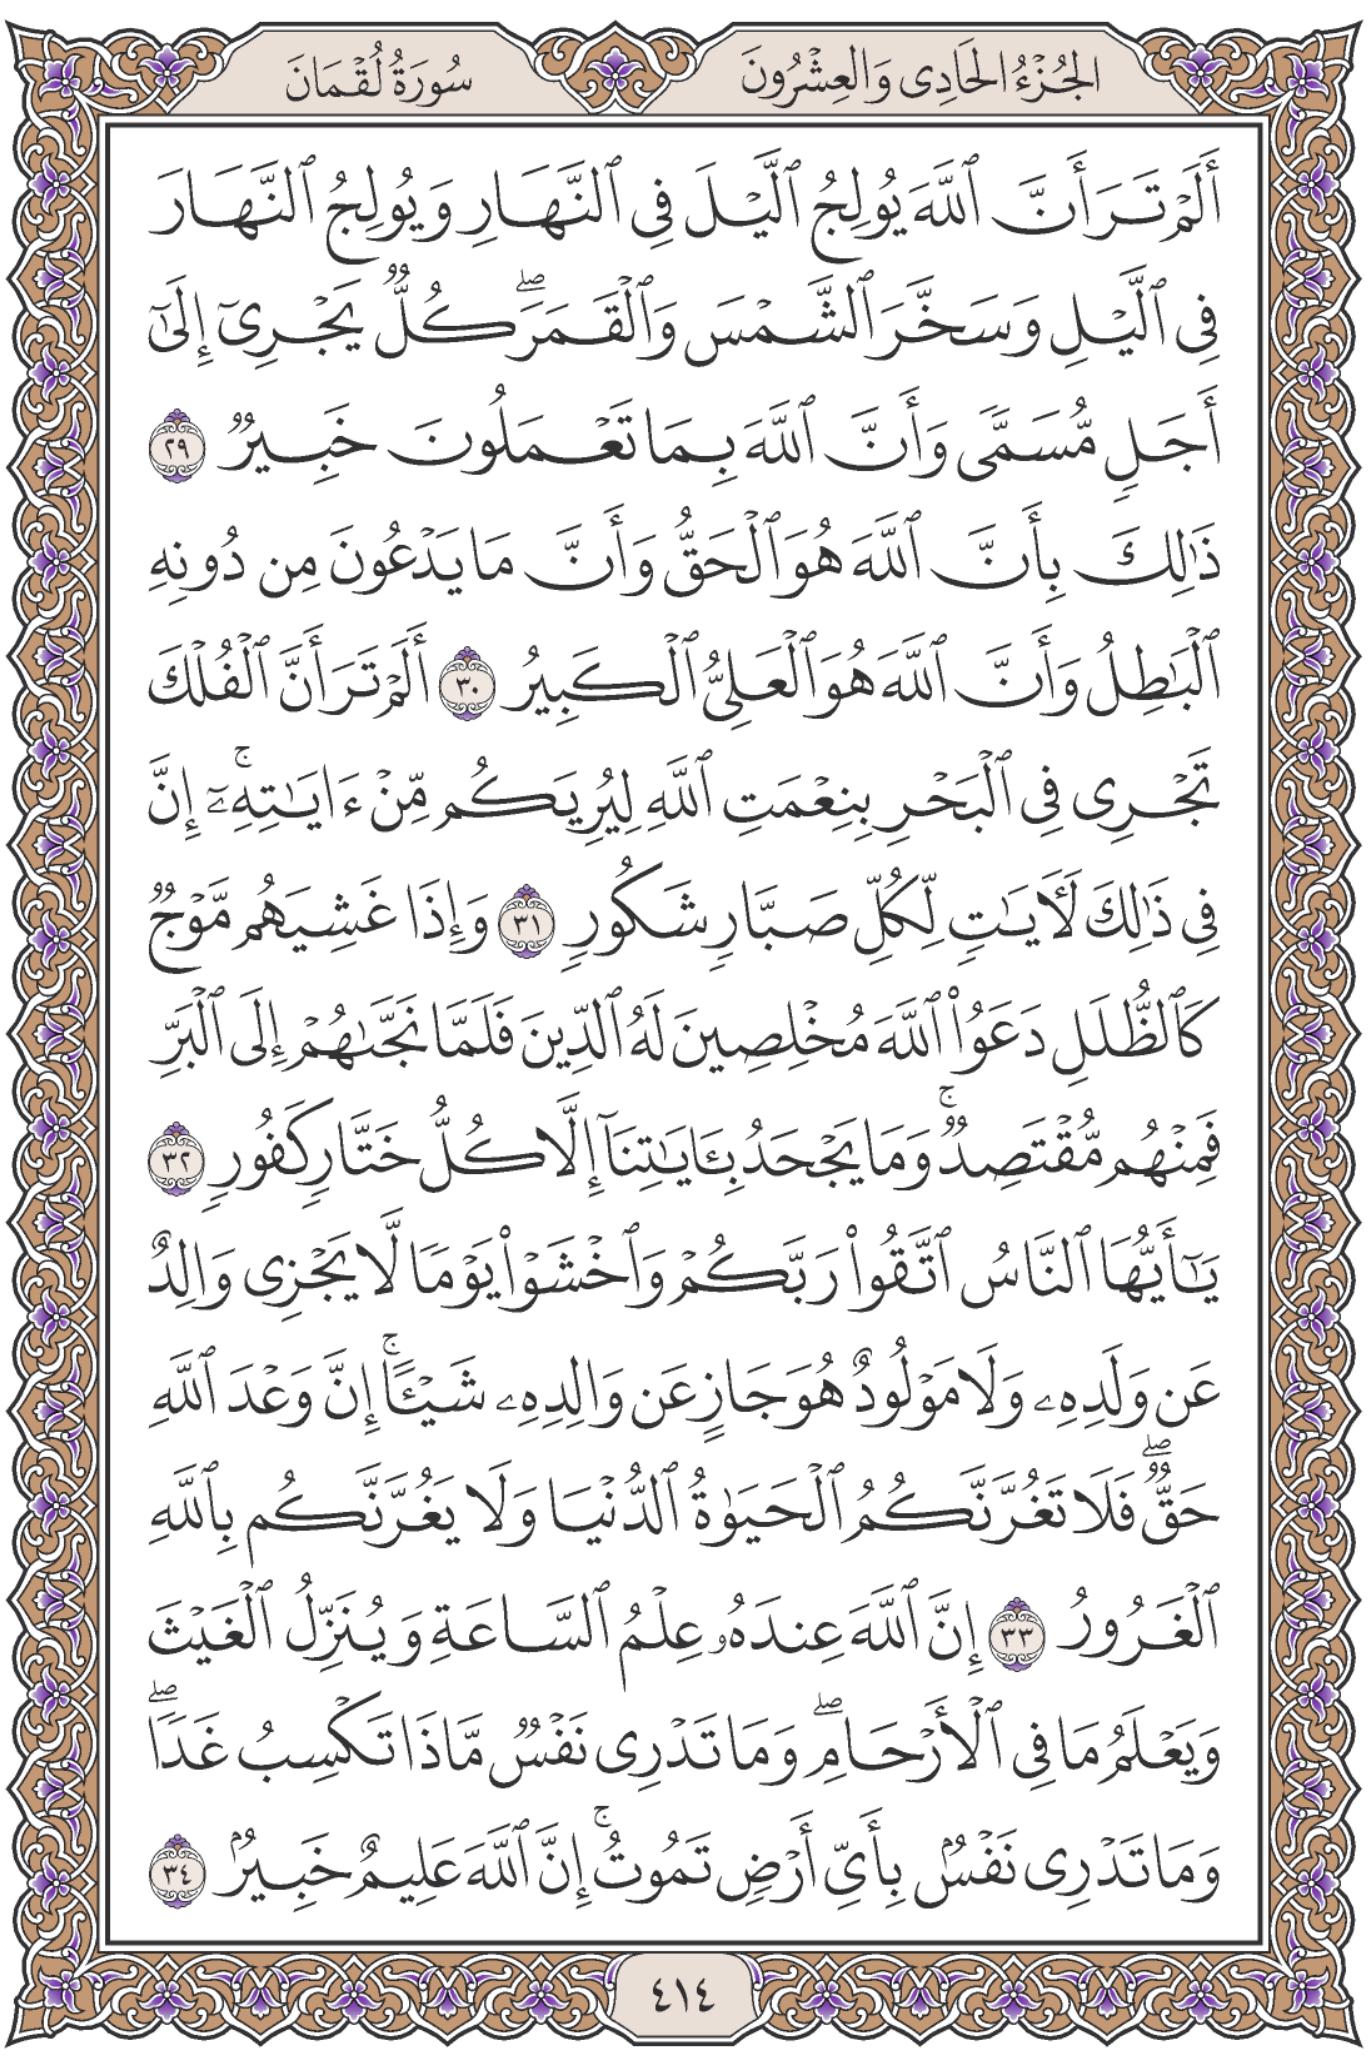 الجُزْءُ الحَادِى وَالعِشْرُونَ
سُورَةُ لُقْمَانَ
أَلَمْ تَرَ أَنَّ ٱللَّهَ يُولِجُ ٱلَّيْلَ فِى ٱلنَّهَارِ وَيُولِجُ ٱلنَّهَارَ
فِى ٱلَّيْلِ وَسَخَّرَ ٱلشَّمْسَ وَٱلْقَمَرَۖ كُلٌّ يَجْرِىٓ إِلَىٰٓ
أَجَلٍ مُّسَمًّى وَأَنَّ ٱللَّهَ بِمَا تَعْمَلُونَ خَبِيرٌ ٢٩
ذَٰلِكَ بِأَنَّ ٱللَّهَ هُوَ ٱلْحَقُّ وَأَنَّ مَا يَدْعُونَ مِن دُونِهِ
ٱلْبَٰطِلُ وَأَنَّ ٱللَّهَ هُوَ ٱلْعَلِىُّ ٱلْكَبِيرُ ٣٠ أَلَمْ تَرَ أَنَّ ٱلْفُلْكَ
تَجْرِى فِى ٱلْبَحْرِ بِنِعْمَتِ ٱللَّهِ لِيُرِيَكُم مِّنْ ءَايَٰتِهِۦٓۚ إِنَّ
فِى ذَٰلِكَ لَءَايَٰتٍ لِّكُلِّ صَبَّارٍ شَكُورٍ ٣١ وَإِذَا غَشِيَهُم مَّوْجٌ
كَٱلظُّلَلِ دَعَوُا۟ ٱللَّهَ مُخْلِصِينَ لَهُ ٱلدِّينَ فَلَمَّا نَجَّىٰهُمْ إِلَى ٱلْبَرِّ
فَمِنْهُم مُّقْتَصِدٌۚ وَمَا يَجْحَدُ بِـَٔايَٰتِنَآ إِلَّا كُلُّ خَتَّارٍ كَفُورٍ ٣٢
يَٰٓأَيُّهَا ٱلنَّاسُ ٱتَّقُوا۟ رَبَّكُمْ وَٱخْشَوْا۟ يَوْمًا لَّا يَجْزِى وَالِدٌ
عَن وَلَدِهِۦ وَلَا مَوْلُودٌ هُوَ جَازٍ عَن وَالِدِهِۦ شَيْـًٔاۚ إِنَّ وَعْدَ ٱللَّهِ
حَقٌّۖ فَلَا تَغُرَّنَّكُمُ ٱلْحَيَوٰةُ ٱلدُّنْيَا وَلَا يَغُرَّنَّكُم بِٱللَّهِ
ٱلْغَرُورُ ٣٣ إِنَّ ٱللَّهَ عِندَهُۥ عِلْمُ ٱلسَّاعَةِ وَيُنَزِّلُ ٱلْغَيْثَ
وَيَعْلَمُ مَا فِى ٱلْأَرْحَامِۖ وَمَا تَدْرِى نَفْسٌ مَّاذَا تَكْسِبُ غَدًاۖ
وَمَا تَدْرِى نَفْسٌۢ بِأَىِّ أَرْضٍ تَمُوتُۚ إِنَّ ٱللَّهَ عَلِيمٌ خَبِيرٌۢ ٣٤
٤١٤